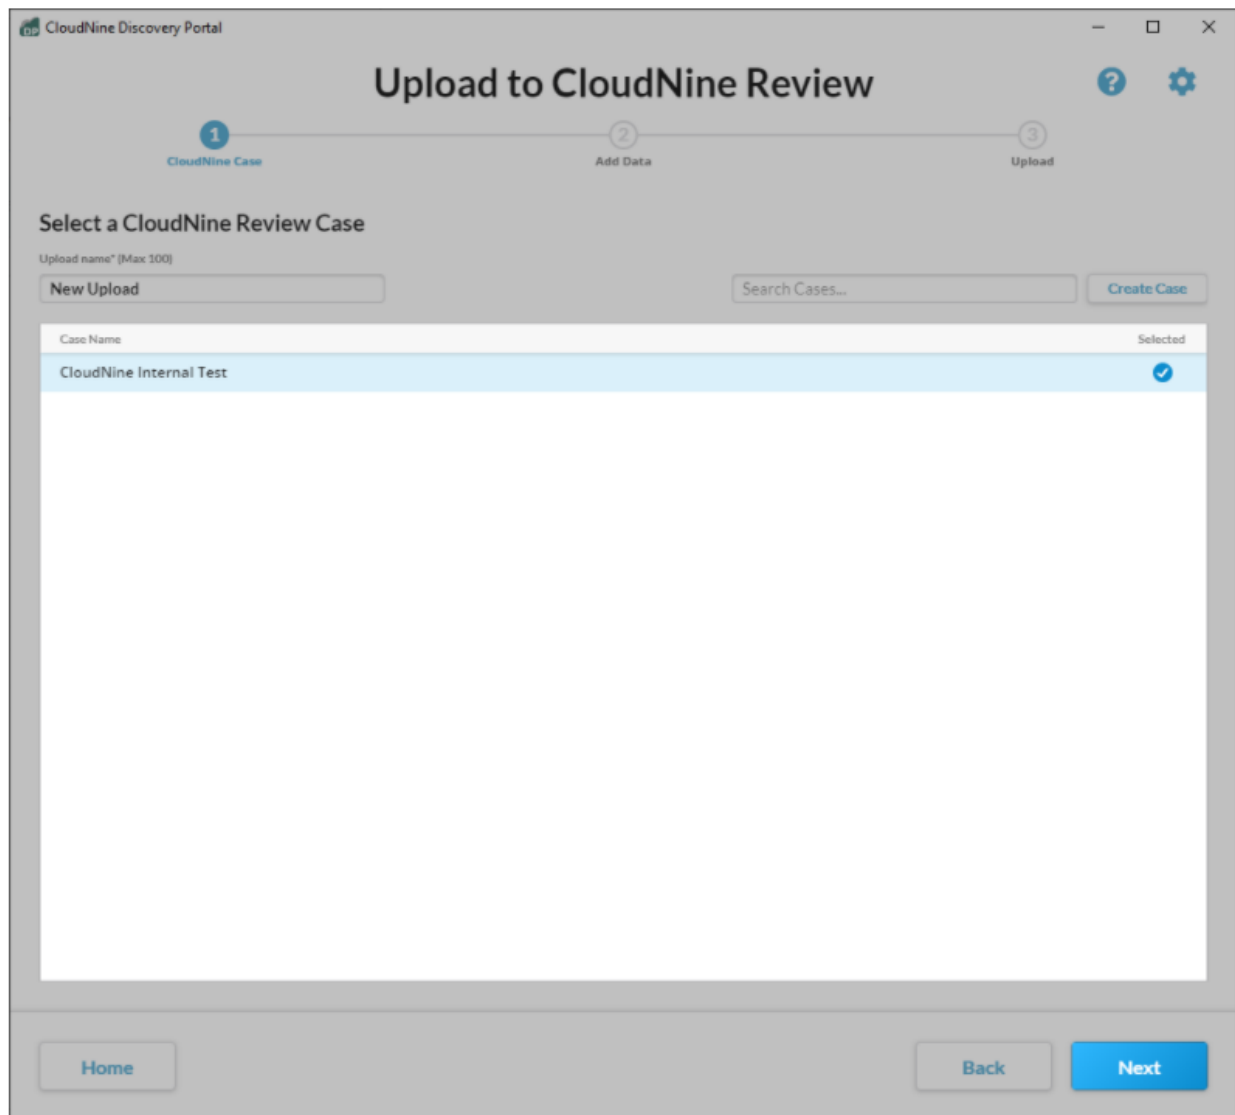 CloudNine Discovery Portal
Upload to CloudNine Review
1 2 3
CloudNine Case Add Data Upload
Select a CloudNine Review Case
Upload name* (Max 100)
New Upload Search Cases... Create Case
Case Name Selected
CloudNine Internal Test
Home Back Next